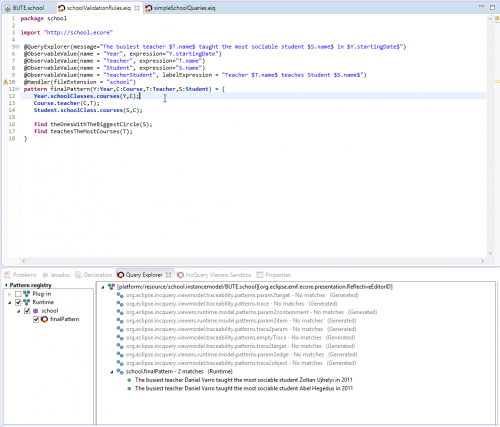 BUTE.school
schoolValidationRules.eiq
simpleSchoolQueries.eiq
1 package school
2
3 import "http://school.ecore"
4
5 @QueryExplorer(message="The busiest teacher $T.name$ taught the most sociable student $S.name$ in $Y.startingDate$")
6 @ObservableValue(name = "Year", expression="Y.startingDate")
7 @ObservableValue(name = "Teacher", expression="T.name")
8 @ObservableValue(name = "Student", expression="S.name")
9 @ObservableValue(name = "TeacherStudent", labelExpression = "Teacher $T.name$ teaches Student $S.name$")
10 @Handler(fileExtension = "school")
11 pattern finalPattern(Y:Year,C:Course,T:Teacher,S:Student) = {
12 Year.schoolClasses.courses(Y,C);
13 Course.teacher(C,T);
14 Student.schoolClass.courses(S,C);
15
16 find theOnesWithTheBiggestCircle(S);
17 find teachesTheMostCourses(T);
18 }
Problems
Javadoc
Declaration
Query Explorer
IncQuery Viewers Sandbox
Properties
Pattern registry
Plug-in
Runtime
school
finalPattern
[platform:/resource/school.instancemodel/BUTE.school][org.eclipse.emf.ecore.presentation.ReflectiveEditorID]
org.eclipse.incquery.viewmodel.traceability.patterns.param2target - No matches (Generated)
org.eclipse.incquery.viewmodel.traceability.patterns.trace - No matches (Generated)
org.eclipse.incquery.viewers.runtime.model.patterns.param2containment - No matches (Generated)
org.eclipse.incquery.viewers.runtime.model.patterns.param2item - No matches (Generated)
org.eclipse.incquery.viewmodel.traceability.patterns.trace2param - No matches (Generated)
org.eclipse.incquery.viewers.runtime.model.patterns.emptyTrace - No matches (Generated)
org.eclipse.incquery.viewmodel.traceability.patterns.trace2target - No matches (Generated)
org.eclipse.incquery.viewers.runtime.model.patterns.param2edge - No matches (Generated)
org.eclipse.incquery.viewmodel.traceability.patterns.trace2object - No matches (Generated)
school.finalPattern - 2 matches (Runtime)
The busiest teacher Daniel Varro taught the most sociable student Zoltan Ujhelyi in 2011
The busiest teacher Daniel Varro taught the most sociable student Abel Hegedus in 2011